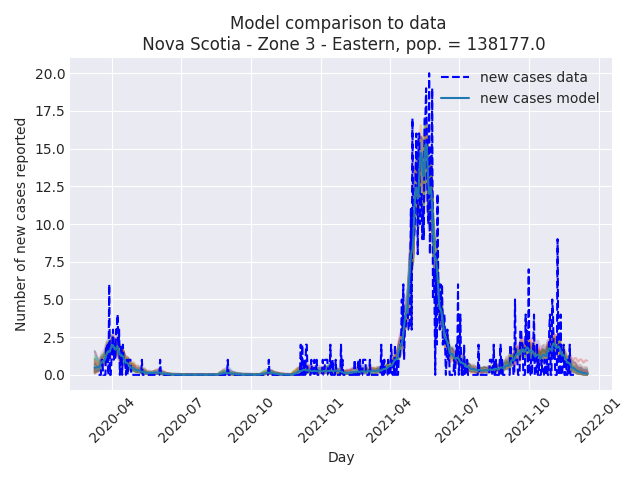 Model comparison to data
Nova Scotia - Zone 3 - Eastern, pop. = 138177.0
new cases data
new cases model
Number of new cases reported
20.0
17.5
15.0
12.5
10.0
7.5
5.0
2.5
0.0
2020-04
2020-07
2020-10
2021-01
2021-04
2021-07
2021-10
2022-01
Day